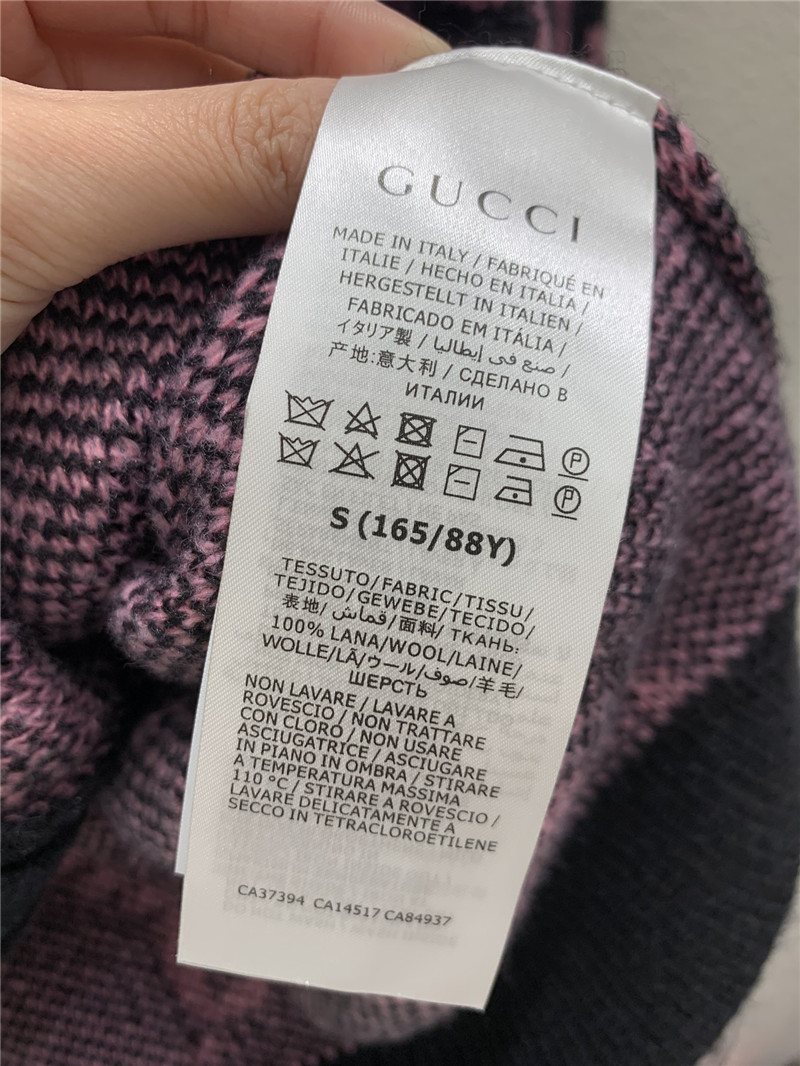 GUCCI
MADE IN ITALY / FABRIQUÉ EN
ITALIE / HECHO EN ITALIA /
HERGESTELLT IN ITALIEN /
FABRICADO EM ITÁLIA /
イタリア製 / صنع في إيطاليا /
产地:意大利 / СДЕЛАНО В
ИТАЛИИ
S (165/88Y)
TESSUTO/FABRIC/TISSU/
TEJIDO/GEWEBE/TECIDO/
表地/ قماش/面料/ ТКАНЬ:
100% LANA/WOOL/LAINE/
WOLLE/LÃ/ウール/صوف/羊毛/
ШЕРСТЬ
NON LAVARE / LAVARE A
ROVESCIO / NON TRATTARE
CON CLORO / NON USARE
ASCIUGATRICE / ASCIUGARE
IN PIANO IN OMBRA / STIRARE
A TEMPERATURA MASSIMA
110 °C / STIRARE A ROVESCIO /
LAVARE DELICATAMENTE A
SECCO IN TETRACLOROETILENE
CA37394 CA14517 CA84937